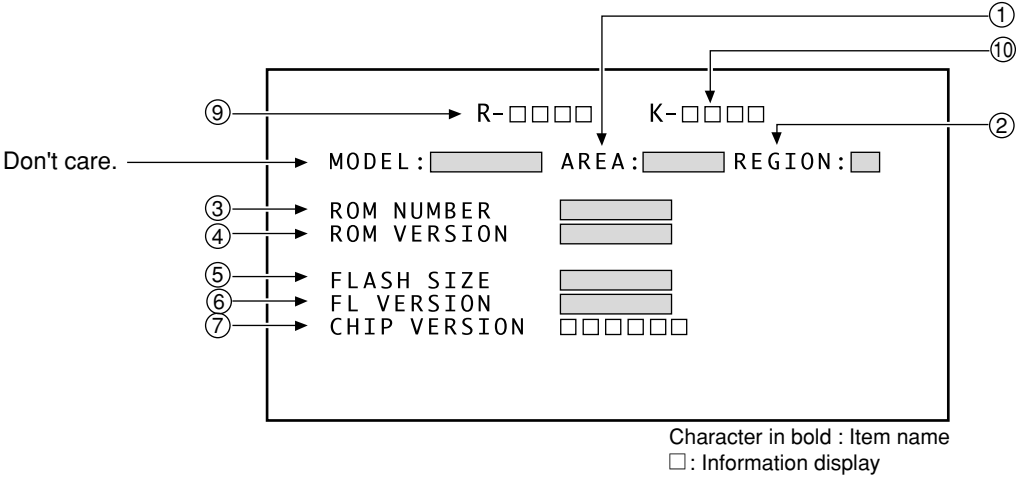 ①
⑩
⑨ R-□□□□ K-□□□□
②
Don't care. MODEL: AREA: REGION:
③ ROM NUMBER
④ ROM VERSION
⑤ FLASH SIZE
⑥ FL VERSION
⑦ CHIP VERSION □□□□□□
Character in bold : Item name
□ : Information display